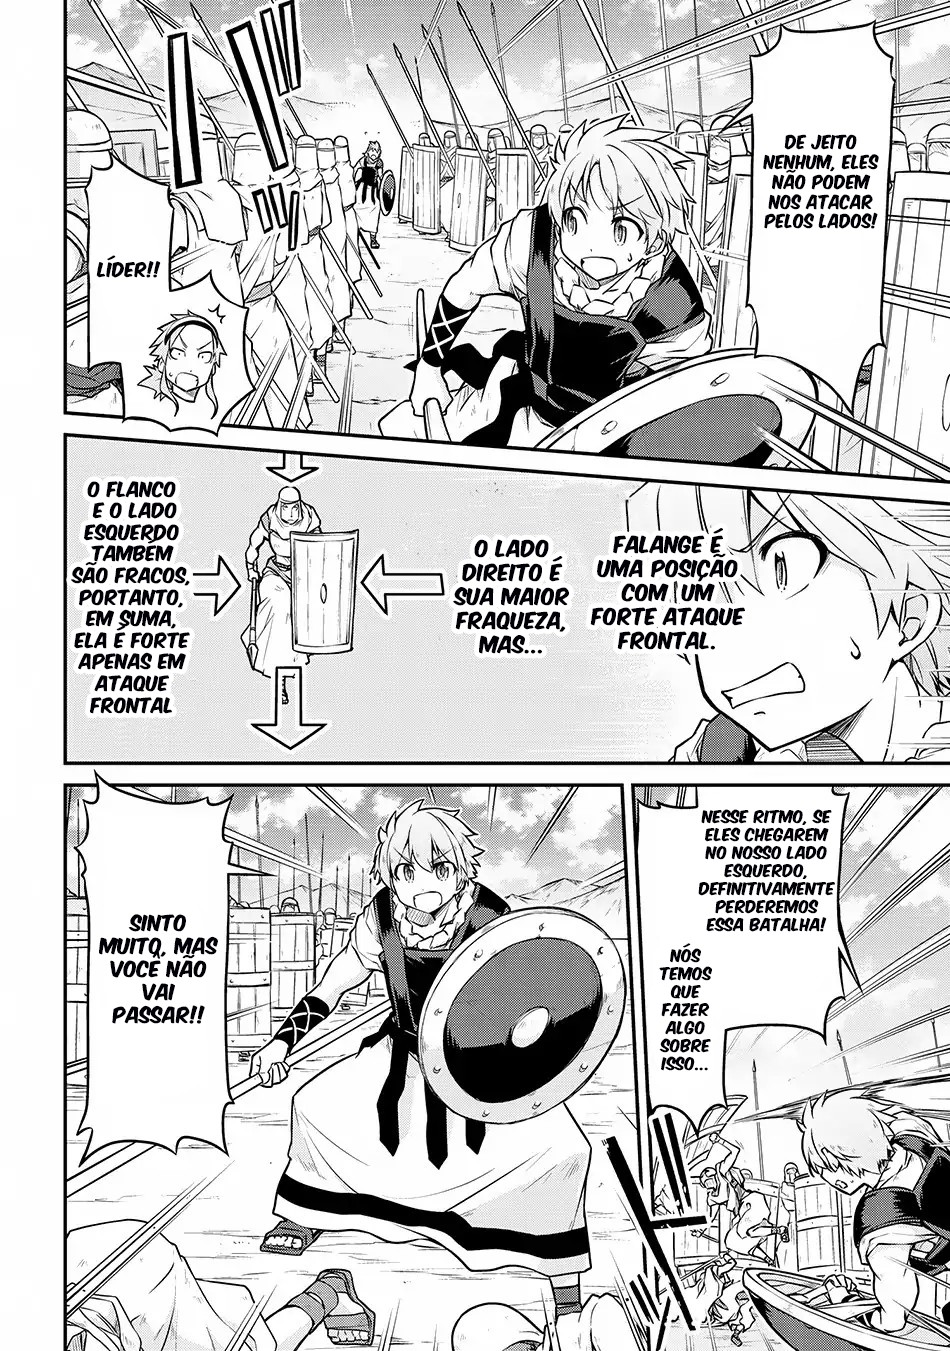 DE JEITO
NENHUM, ELES
NÃO PODEM
NOS ATACAR
PELOS LADOS!
LÍDER!!
FALANGE É
UMA POSIÇÃO
COM UM
FORTE ATAQUE
FRONTAL.
O LADO
DIREITO É
SUA MAIOR
FRAQUEZA,
MAS...
O FLANCO
E O LADO
ESQUERDO
TAMBÉM
SÃO FRACOS,
PORTANTO,
EM SUMA,
ELA É FORTE
APENAS EM
ATAQUE
FRONTAL
NESSE RITMO, SE
ELES CHEGAREM
NO NOSSO LADO
ESQUERDO,
DEFINITIVAMENTE
PERDEREMOS
ESSA BATALHA!
NÓS
TEMOS
QUE
FAZER
ALGO
SOBRE
ISSO...
SINTO
MUITO, MAS
VOCÊ NÃO
VAI
PASSAR!!